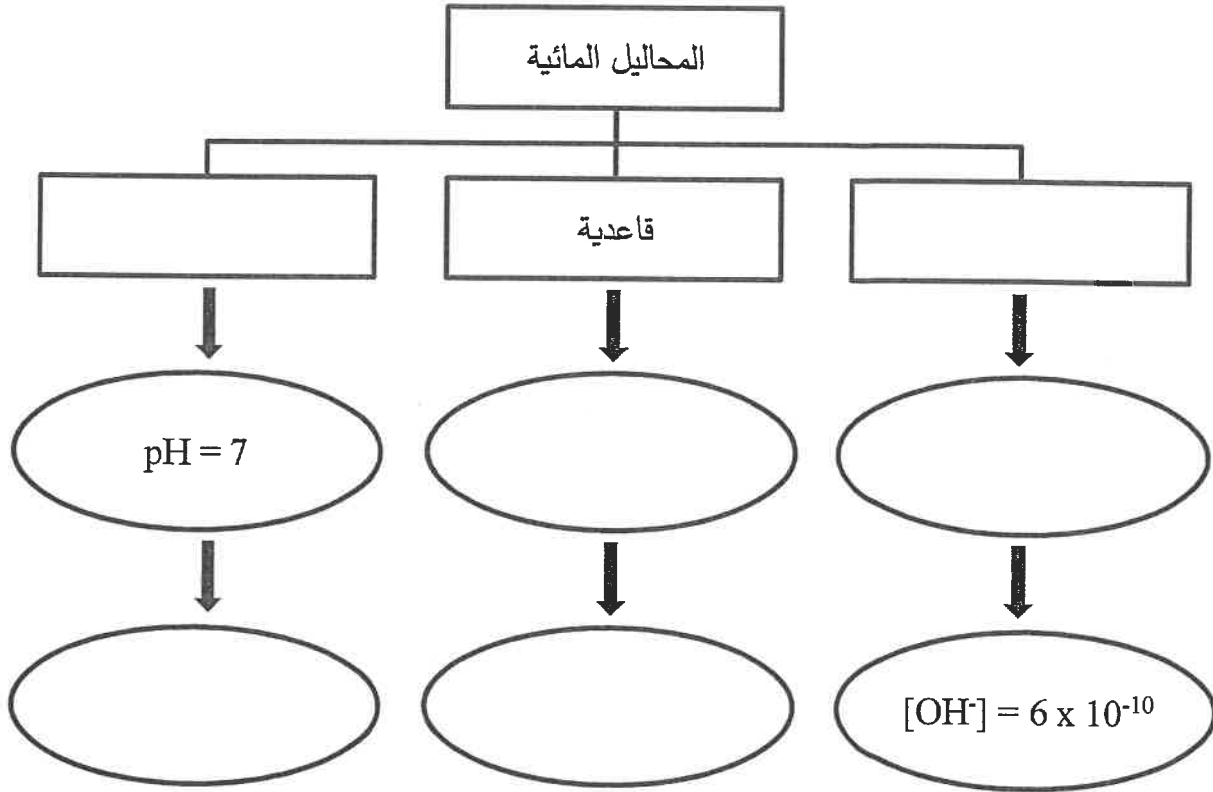 المحاليل المائية
قاعدية
pH = 7
[OH⁻] = 6 x 10⁻¹⁰